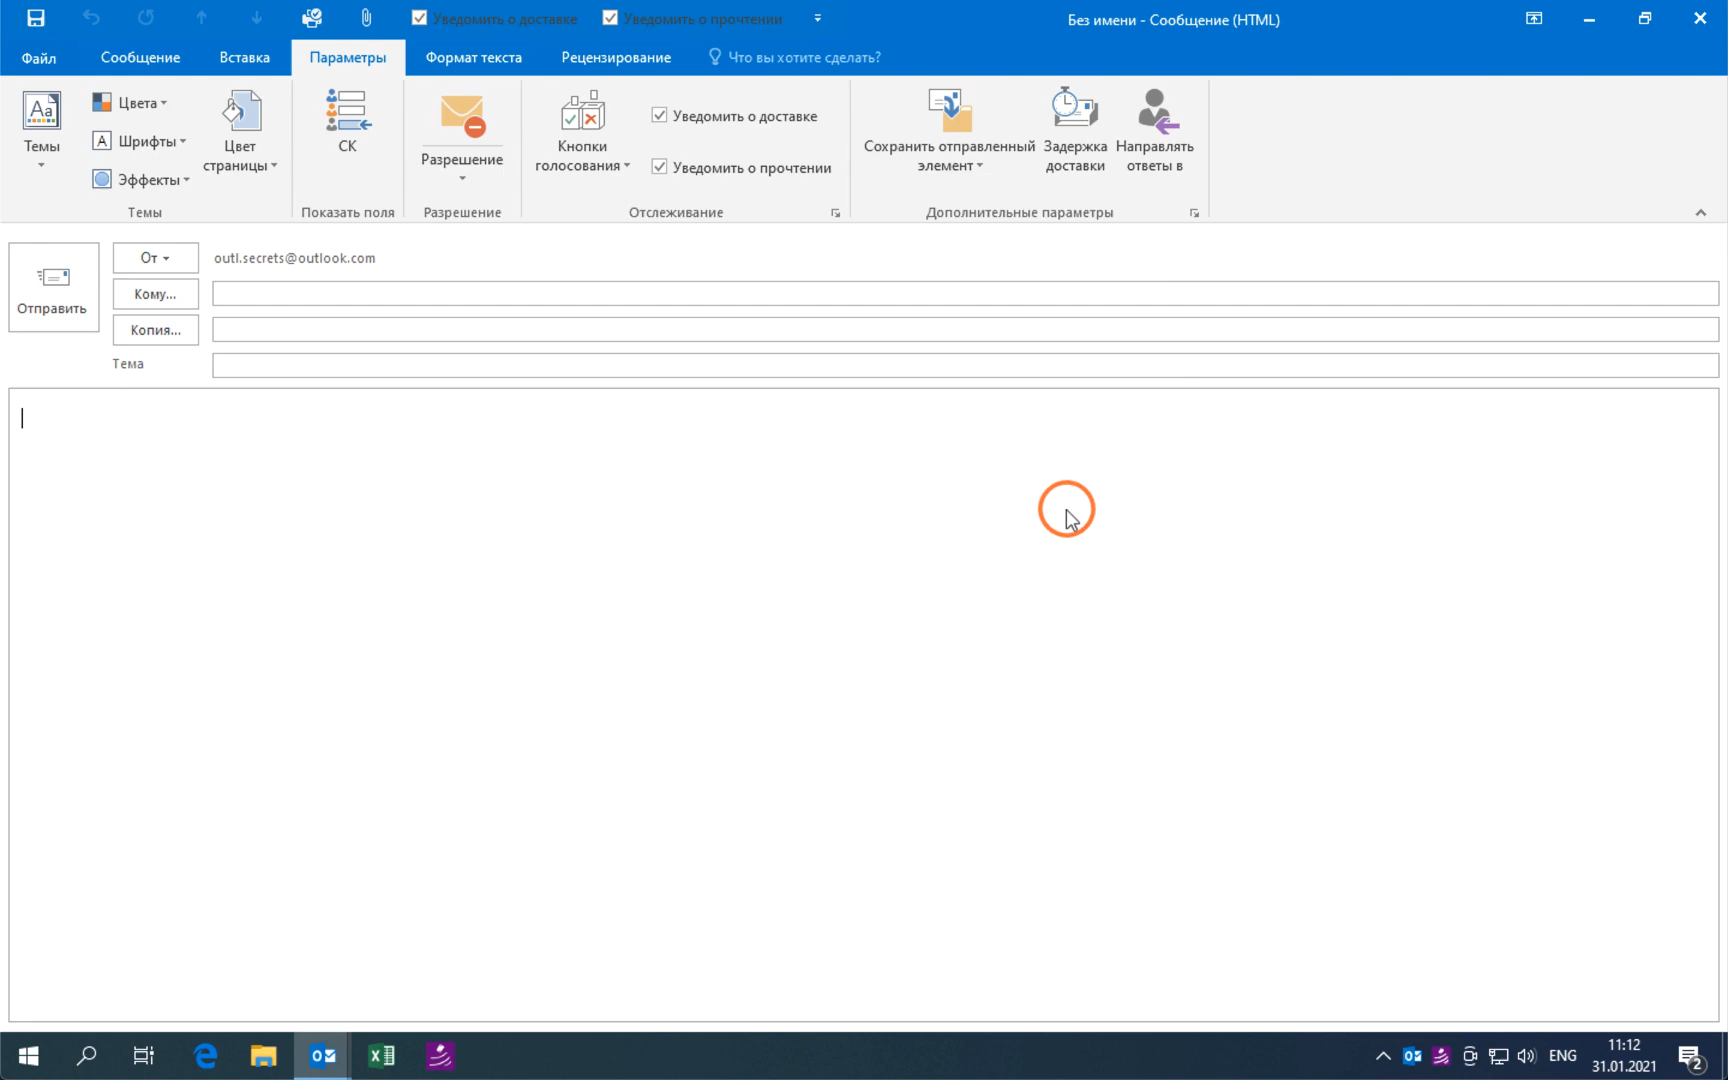 Уведомить о доставке Уведомить о прочтении Без имени - Сообщение (HTML)
Файл Сообщение Вставка Параметры Формат текста Рецензирование Что вы хотите сделать?
Aa
Темы
Цвета
A Шрифты
Эффекты
Цвет
страницы
Темы
СК
Показать поля
Разрешение
Разрешение
Кнопки
голосования
Уведомить о доставке
Уведомить о прочтении
Отслеживание
Сохранить отправленный
элемент
Задержка
доставки
Направлять
ответы в
Дополнительные параметры
Отправить
От outl.secrets@outlook.com
Кому...
Копия...
Тема
ENG
11:12
31.01.2021
2